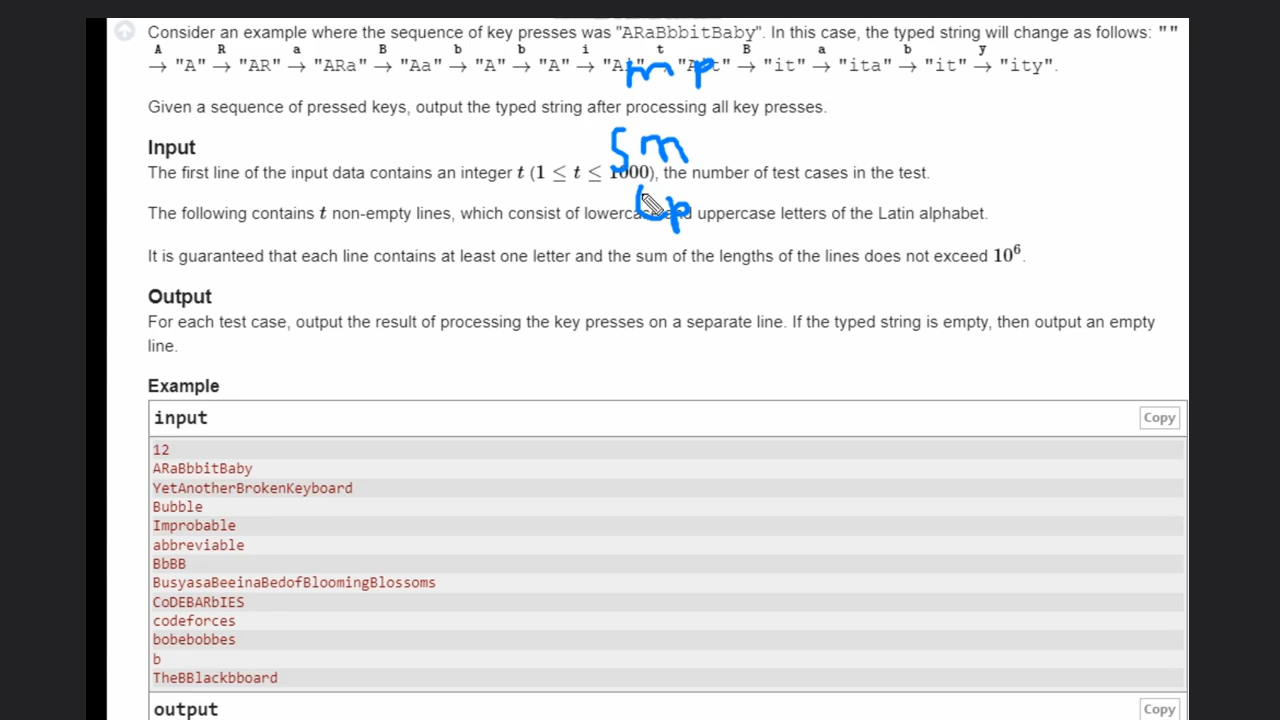 Consider an example where the sequence of key presses was "ARaBbbitBaby". In this case, the typed string will change as follows: ""
A R a B b b i t B a b y
→ "A" → "AR" → "ARa" → "Aa" → "A" → "A" → "Ai" → "Ait" → "it" → "ita" → "it" → "ity".
m p
Given a sequence of pressed keys, output the typed string after processing all key presses.
Input
5 m
The first line of the input data contains an integer t (1 ≤ t ≤ 1000), the number of test cases in the test.
p
The following contains t non-empty lines, which consist of lowercase and uppercase letters of the Latin alphabet.
It is guaranteed that each line contains at least one letter and the sum of the lengths of the lines does not exceed 10⁶.
Output
For each test case, output the result of processing the key presses on a separate line. If the typed string is empty, then output an empty
line.
Example
input Copy
12
ARaBbbitBaby
YetAnotherBrokenKeyboard
Bubble
Improbable
abbreviable
BbBB
BusyasaBeeinaBedofBloomingBlossoms
CoDEBARbIES
codeforces
bobebobbes
b
TheBBlackbboard
output Copy